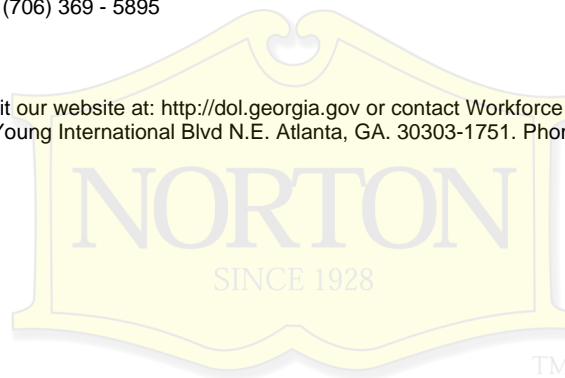 (706) 369 - 5895
it our website at: http://dol.georgia.gov or contact Workforce
Young International Blvd N.E. Atlanta, GA. 30303-1751. Phon
NORTON
SINCE 1928
TM